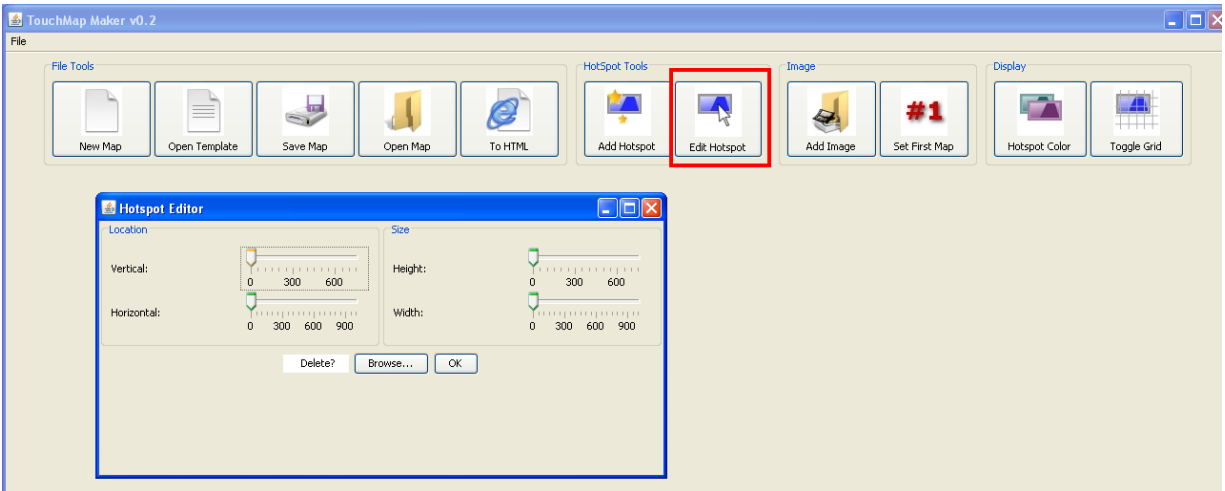 TouchMap Maker v0.2
File
File Tools
HotSpot Tools
Image
Display
#1
New Map
Open Template
Save Map
Open Map
To HTML
Add Hotspot
Edit Hotspot
Add Image
Set First Map
Hotspot Color
Toggle Grid
Hotspot Editor
Location
Size
Vertical:
0 300 600
Height:
0 300 600
Horizontal:
0 300 600 900
Width:
0 300 600 900
Delete?
Browse...
OK